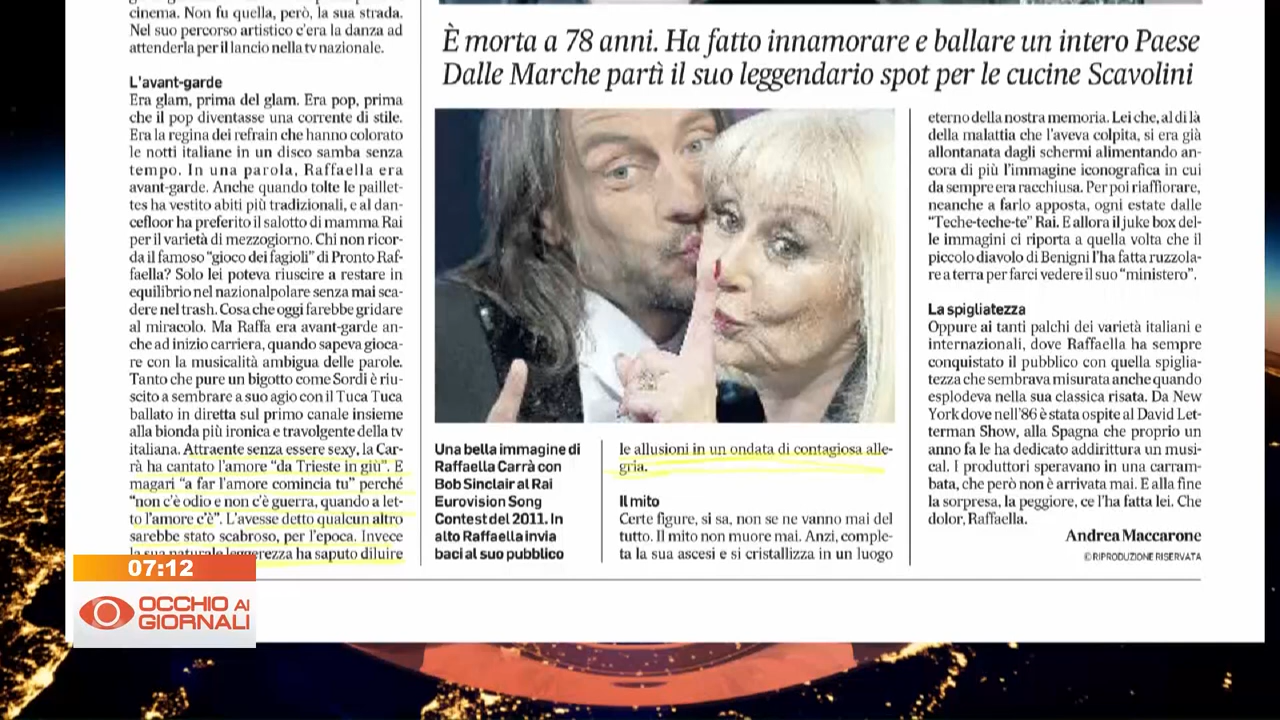 cinema. Non fu quella, però, la sua strada.
Nel suo percorso artistico c'era la danza ad
attenderla per il lancio nella tv nazionale.
L'avant-garde
Era glam, prima del glam. Era pop, prima
che il pop diventasse una corrente di stile.
Era la regina dei refrain che hanno colorato
le notti italiane in un disco samba senza
tempo. In una parola, Raffaella era
avant-garde. Anche quando tolte le paillet-
tes ha vestito abiti più tradizionali, e al dan-
cefloor ha preferito il salotto di mamma Rai
per il varietà di mezzogiorno. Chi non ricor-
da il famoso "gioco dei fagioli" di Pronto Raf-
faella? Solo lei poteva riuscire a restare in
equilibrio nel nazionalpolare senza mai sca-
dere nel trash. Cosa che oggi farebbe gridare
al miracolo. Ma Raffa era avant-garde an-
che ad inizio carriera, quando sapeva gioca-
re con la musicalità ambigua delle parole.
Tanto che pure un bigotto come Sordi è riu-
scito a sembrare a suo agio con il Tuca Tuca
ballato in diretta sul primo canale insieme
alla bionda più ironica e travolgente della tv
italiana. Attraente senza essere sexy, la Car-
rà ha cantato l'amore "da Trieste in giù". E
magari "a far l'amore comincia tu" perché
"non c'è odio e non c'è guerra, quando a let-
to l'amore c'è". L'avesse detto qualcun altro
sarebbe stato scabroso, per l'epoca. Invece
la sua naturale leggerezza ha saputo diluire
È morta a 78 anni. Ha fatto innamorare e ballare un intero Paese
Dalle Marche partì il suo leggendario spot per le cucine Scavolini
Una bella immagine di
Raffaella Carrà con
Bob Sinclair al Rai
Eurovision Song
Contest del 2011. In
alto Raffaella invia
baci al suo pubblico
le allusioni in un ondata di contagiosa alle-
gria.
Il mito
Certe figure, si sa, non se ne vanno mai del
tutto. Il mito non muore mai. Anzi, comple-
ta la sua ascesi e si cristallizza in un luogo
eterno della nostra memoria. Lei che, al di là
della malattia che l'aveva colpita, si era già
allontanata dagli schermi alimentando an-
cora di più l'immagine iconografica in cui
da sempre era racchiusa. Per poi riaffiorare,
neanche a farlo apposta, ogni estate dalle
"Teche-teche-te" Rai. E allora il juke box del-
le immagini ci riporta a quella volta che il
piccolo diavolo di Benigni l'ha fatta ruzzola-
re a terra per farci vedere il suo "ministero".
La spigliatezza
Oppure ai tanti palchi dei varietà italiani e
internazionali, dove Raffaella ha sempre
conquistato il pubblico con quella spiglia-
tezza che sembrava misurata anche quando
esplodeva nella sua classica risata. Da New
York dove nell'86 è stata ospite al David Let-
terman Show, alla Spagna che proprio un
anno fa le ha dedicato addirittura un musi-
cal. I produttori speravano in una carram-
bata, che però non è arrivata mai. E alla fine
la sorpresa, la peggiore, ce l'ha fatta lei. Che
dolor, Raffaella.
Andrea Maccarone
© RIPRODUZIONE RISERVATA
07:12
OCCHIO AI
GIORNALI